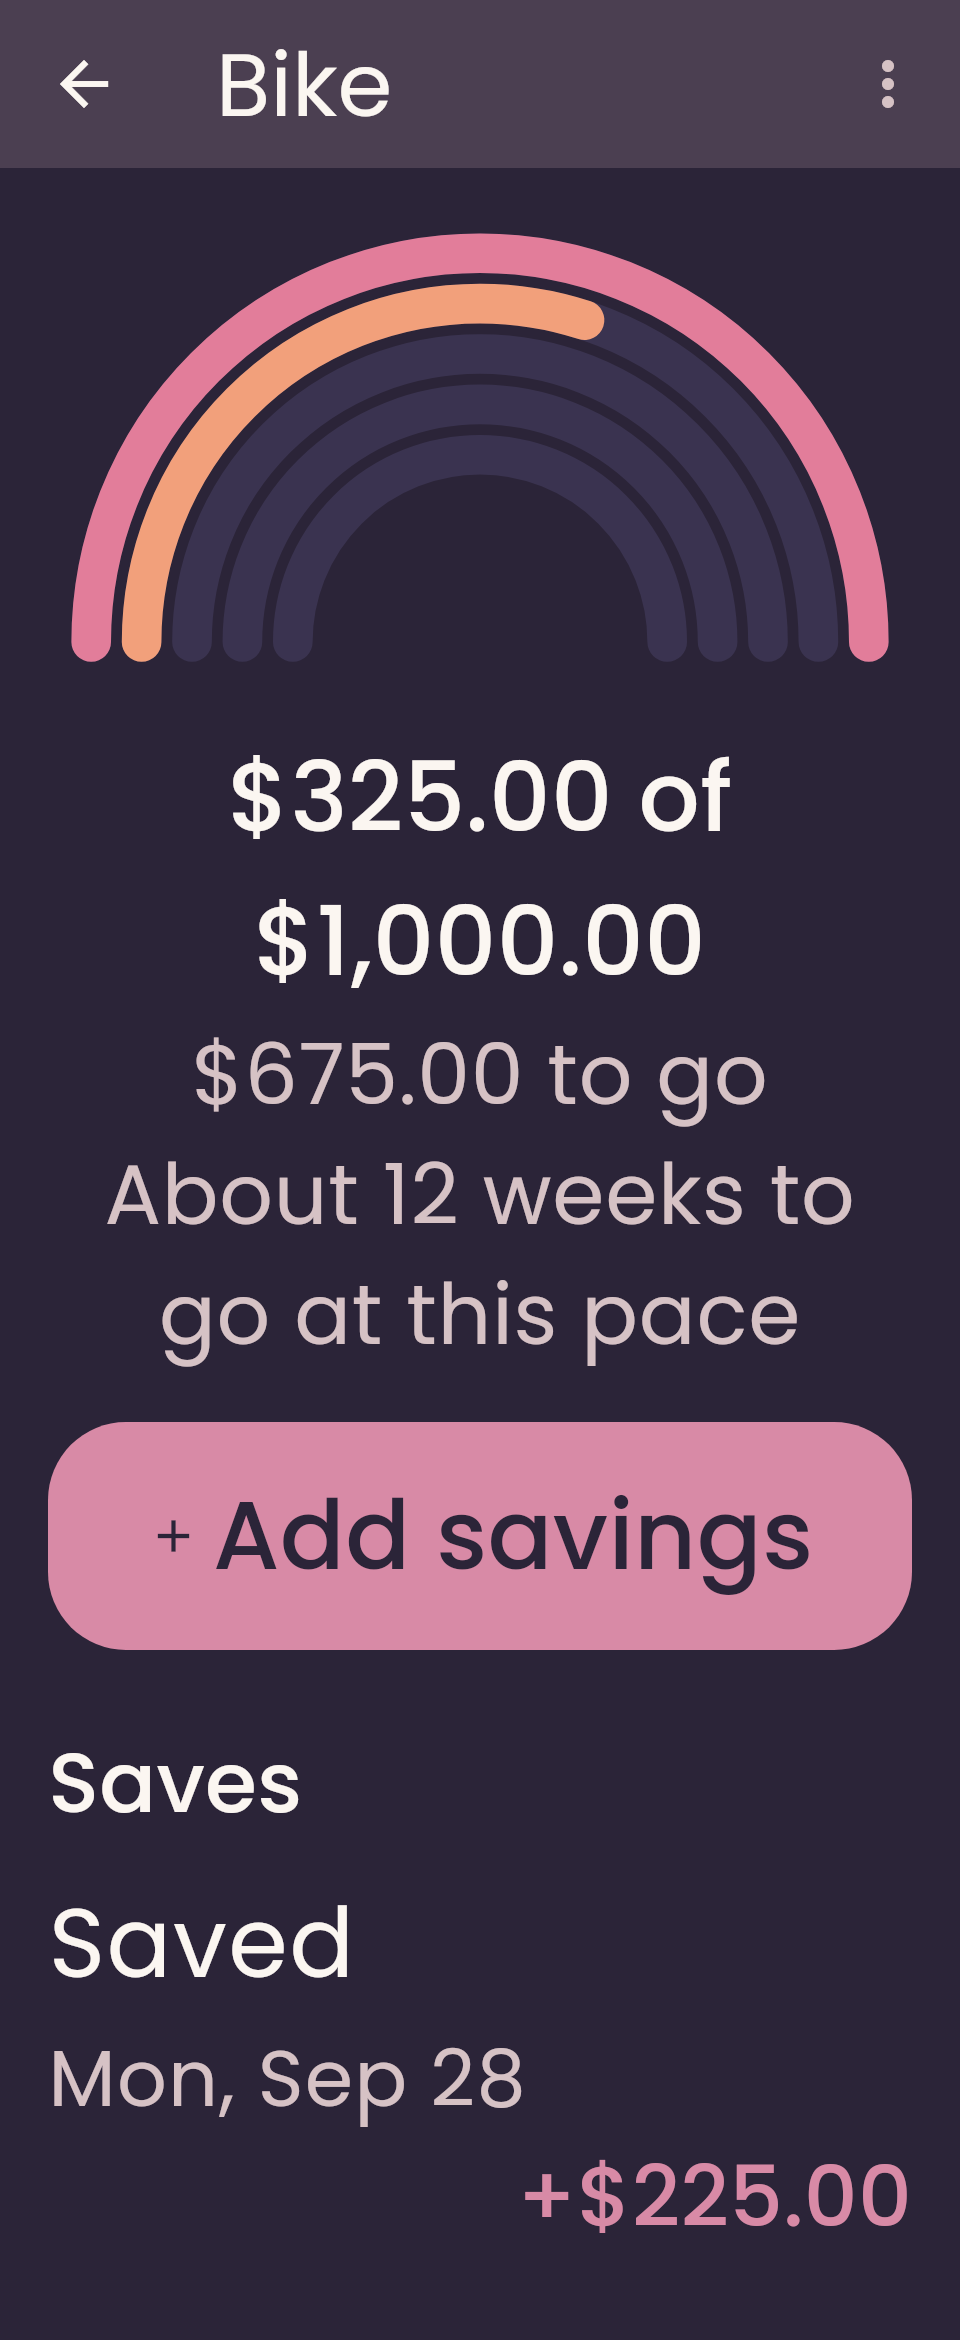 Bike
$325.00 of
$1,000.00
$675.00 to go
About 12 weeks to
go at this pace
+ Add savings
Saves
Saved
Mon, Sep 28
+$225.00